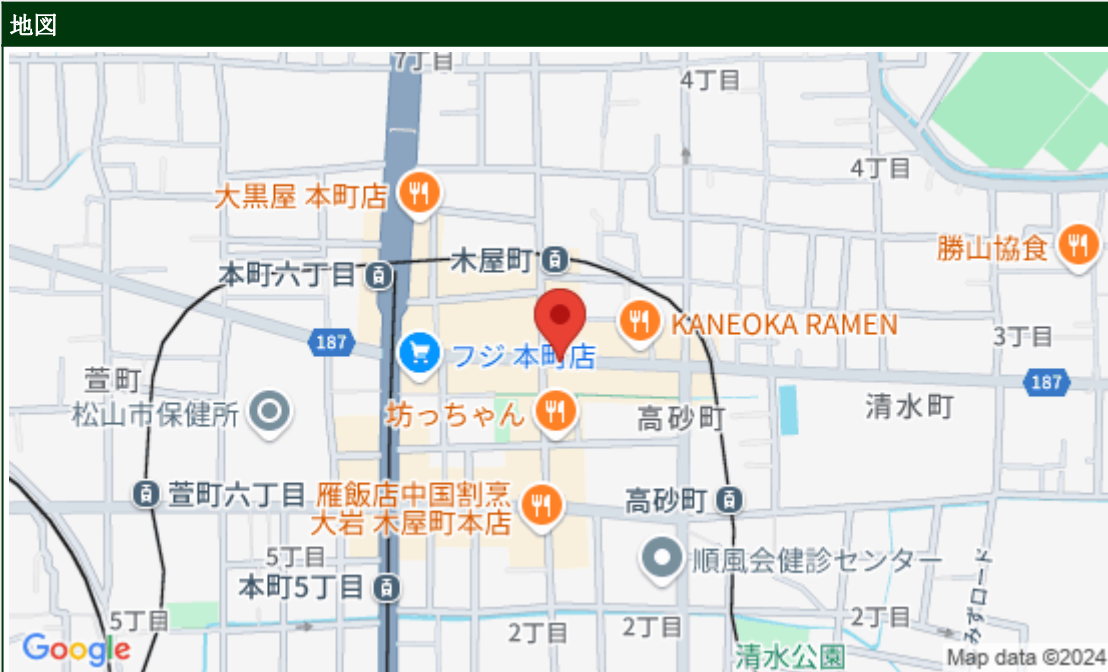 地図
7丁目
4丁目
4丁目
大黒屋 本町店
勝山協食
木屋町
本町六丁目
KANEOKA RAMEN
3丁目
187
フジ 本町店
萱町
187
松山市保健所
坊っちゃん
高砂町
清水町
萱町六丁目
雁飯店中国割烹
大岩 木屋町本店
高砂町
5丁目
順風会健診センター
本町5丁目
みずロード
5丁目
2丁目
2丁目
2丁目
清水公園
Google
Map data ©2024